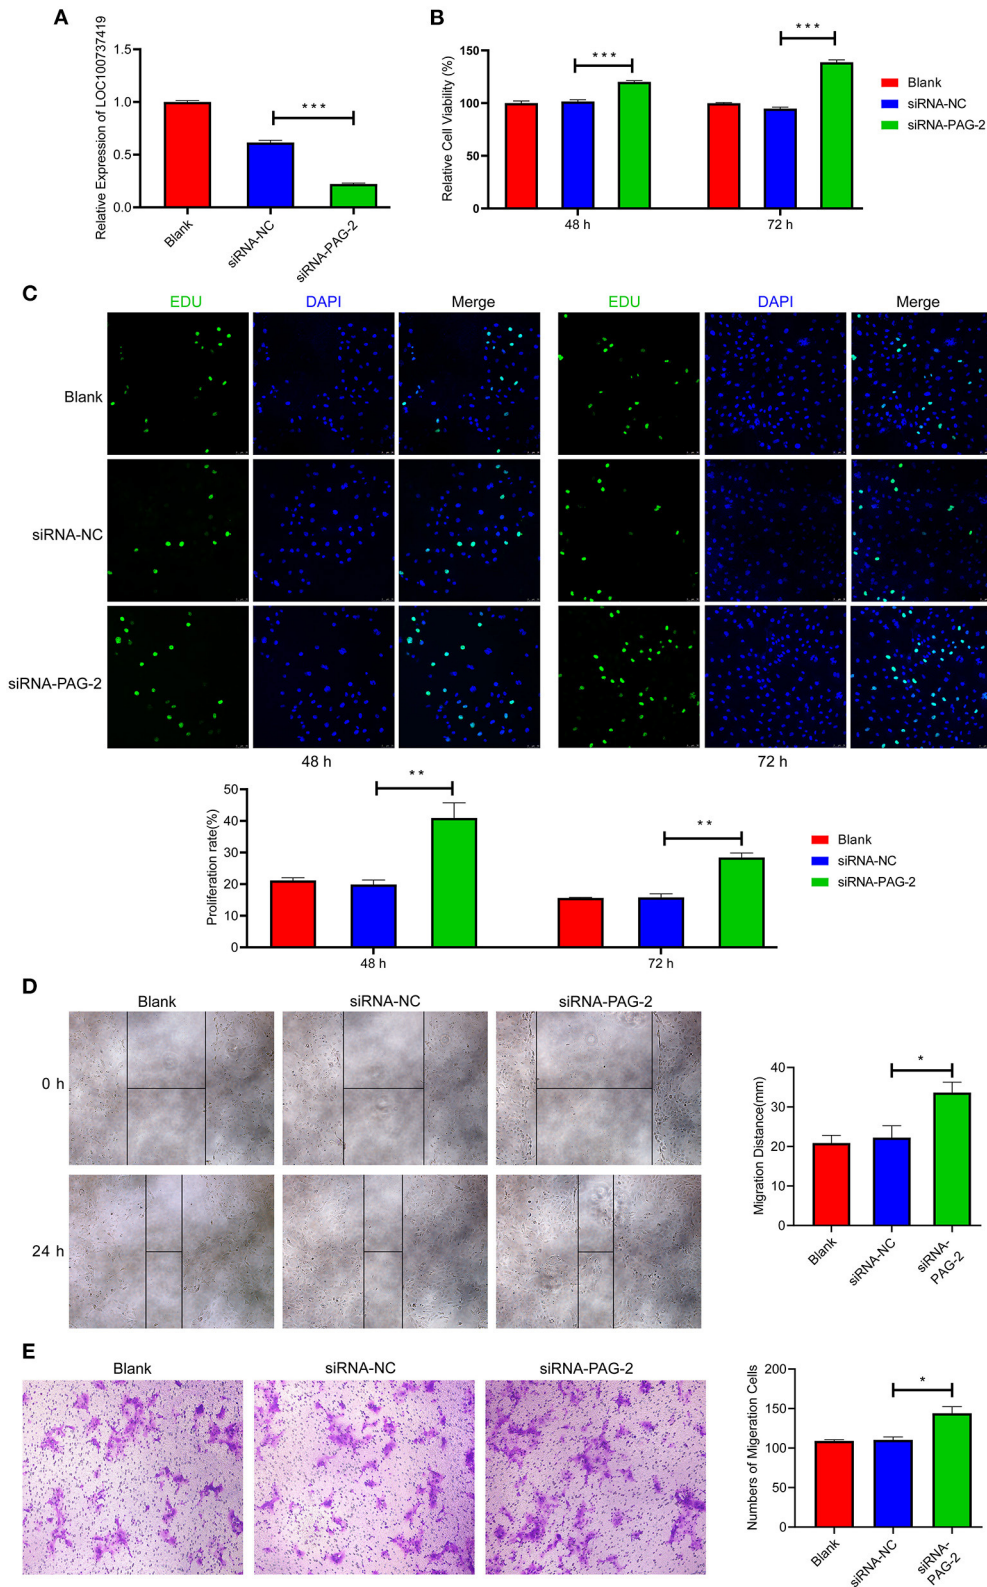 A
Relative Expression of LOC100737419
1.5
1.0
0.5
0.0
***
Blank
siRNA-NC
siRNA-PAG-2
B
Relative Cell Viability (%)
150
100
50
0
***
***
48 h
72 h
Blank
siRNA-NC
siRNA-PAG-2
C
EDU
DAPI
Merge
EDU
DAPI
Merge
Blank
siRNA-NC
siRNA-PAG-2
48 h
72 h
Proliferation rate(%)
50
40
30
20
10
0
**
**
48 h
72 h
Blank
siRNA-NC
siRNA-PAG-2
D
Blank
siRNA-NC
siRNA-PAG-2
0 h
24 h
Migration Distance(mm)
40
30
20
10
0
*
Blank
siRNA-NC
siRNA-
PAG-2
E
Blank
siRNA-NC
siRNA-PAG-2
Numbers of Migeration Cells
200
150
100
50
0
*
Blank
siRNA-NC
siRNA-
PAG-2